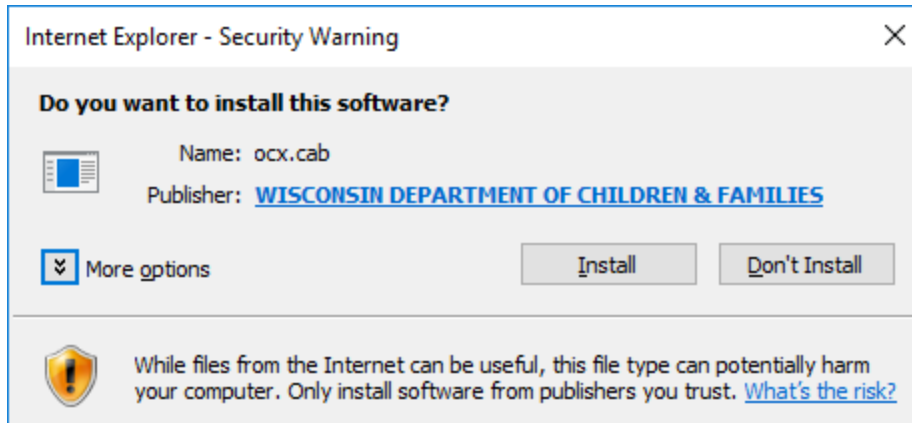 Internet Explorer - Security Warning
Do you want to install this software?
Name: ocx.cab
Publisher: WISCONSIN DEPARTMENT OF CHILDREN & FAMILIES
More options
Install
Don't Install
While files from the Internet can be useful, this file type can potentially harm
your computer. Only install software from publishers you trust. What's the risk?